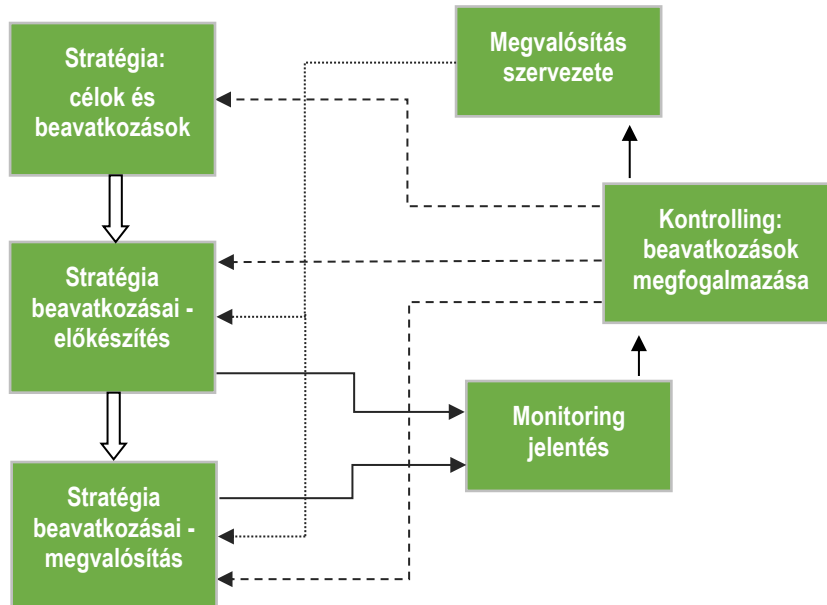 Stratégia:
célok és
beavatkozások
Megvalósítás
szervezete
Kontrolling:
beavatkozások
megfogalmazása
Stratégia
beavatkozásai -
előkészítés
Monitoring
jelentés
Stratégia
beavatkozásai -
megvalósítás